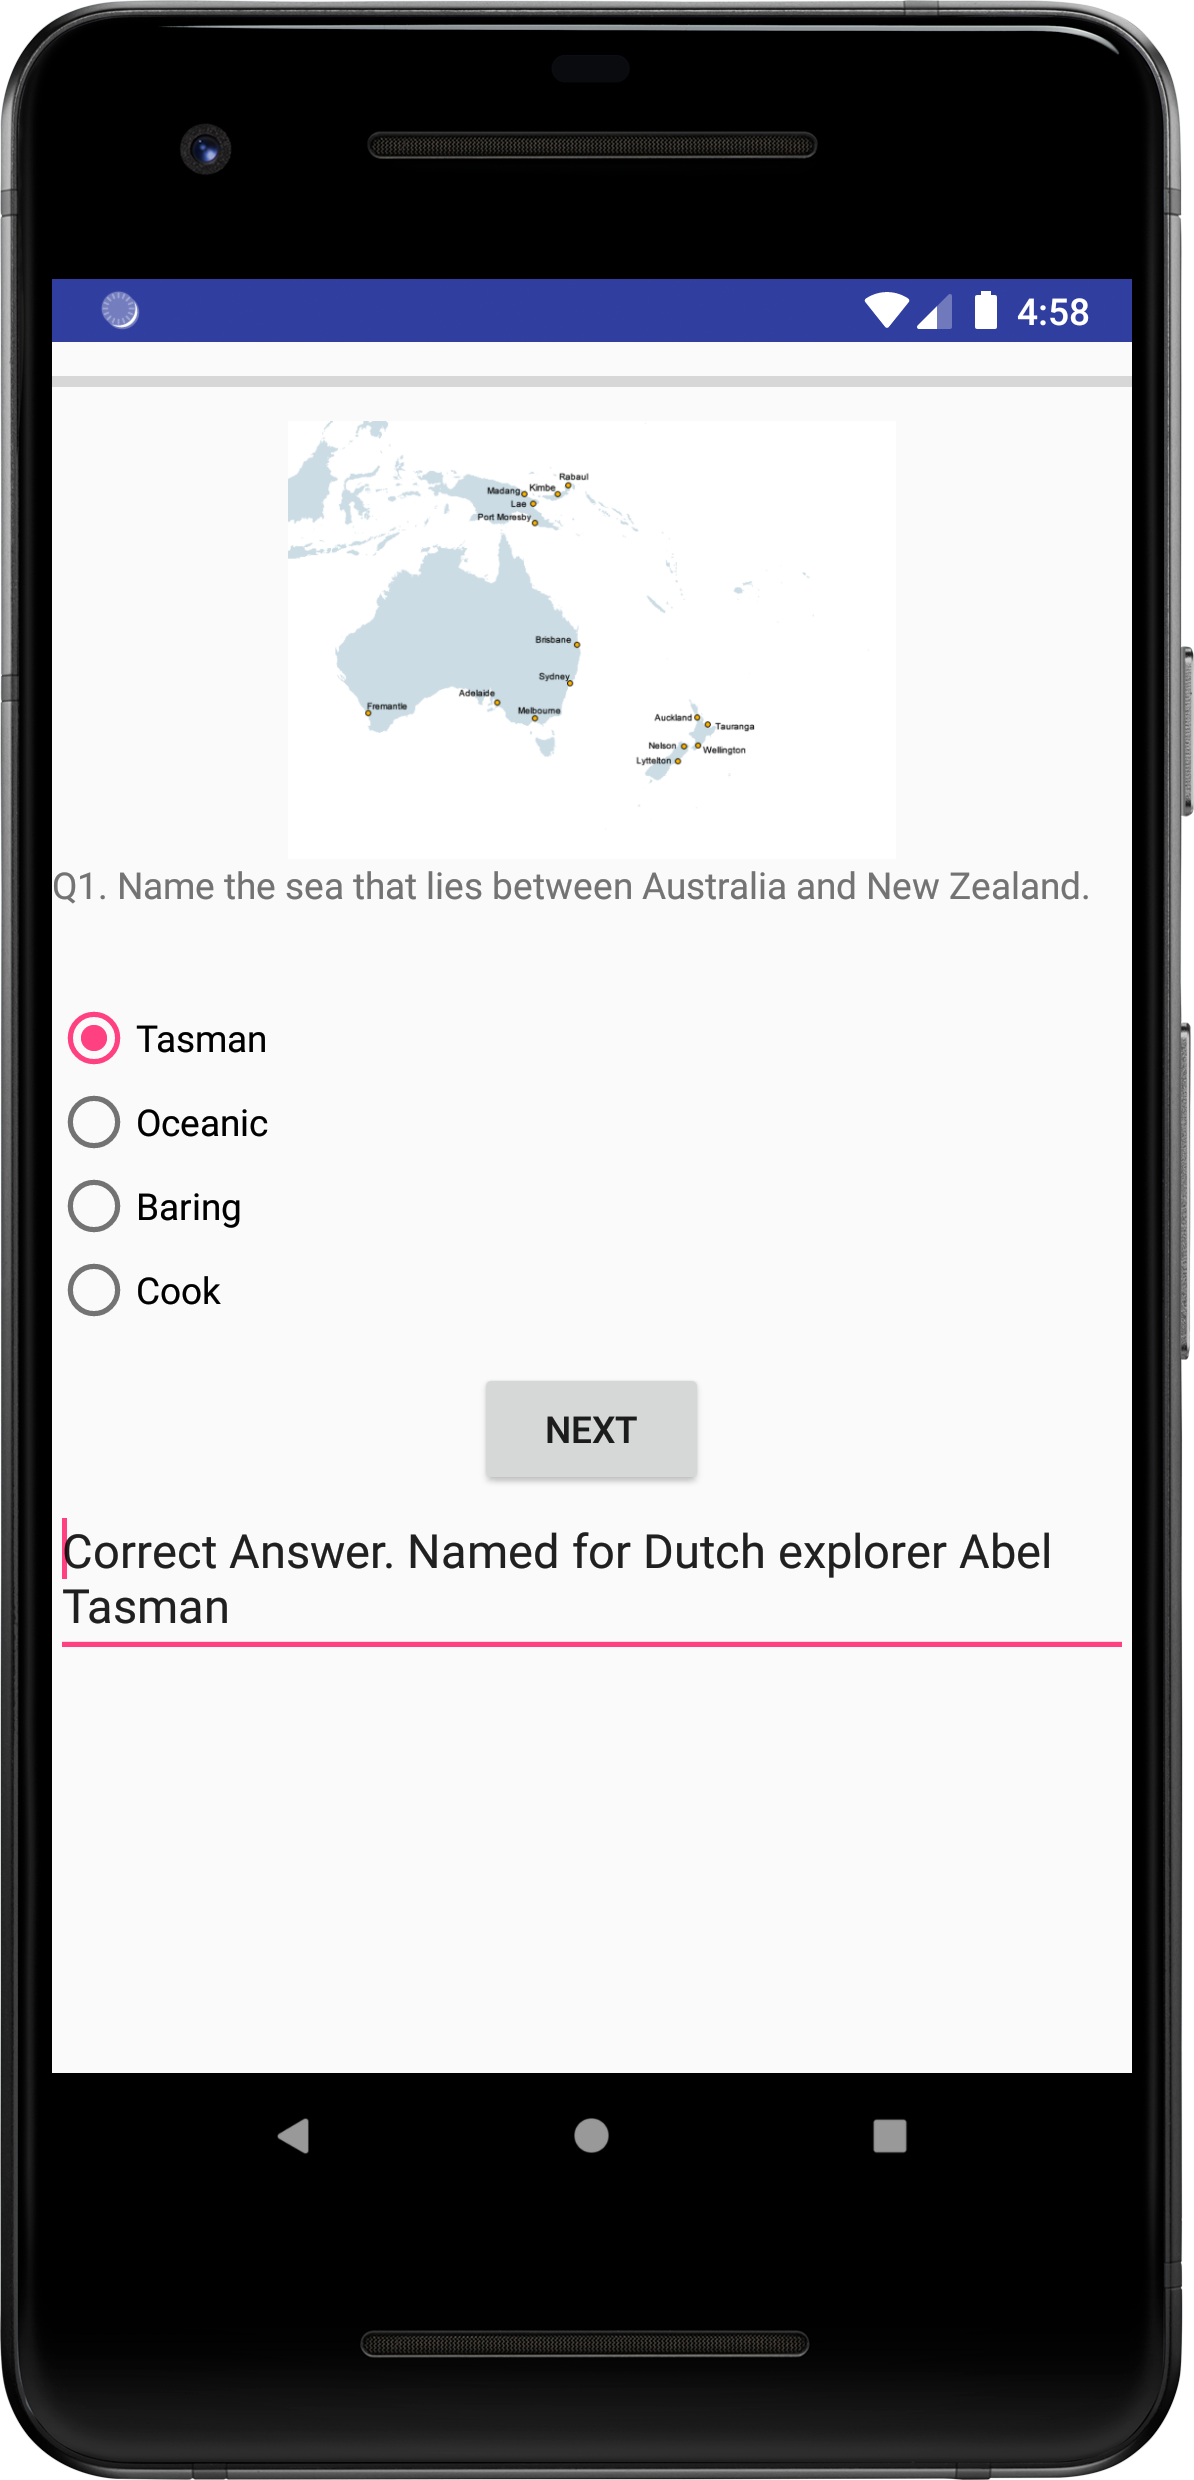 4:58
Rabaul
Madang Kimbe
Lae
Port Moresby
Brisbane
Sydney
Adelaide
Fremantle
Melbourne
Auckland
Tauranga
Nelson
Wellington
Lyttelton
Q1. Name the sea that lies between Australia and New Zealand.
Tasman
Oceanic
Baring
Cook
NEXT
Correct Answer. Named for Dutch explorer Abel
Tasman